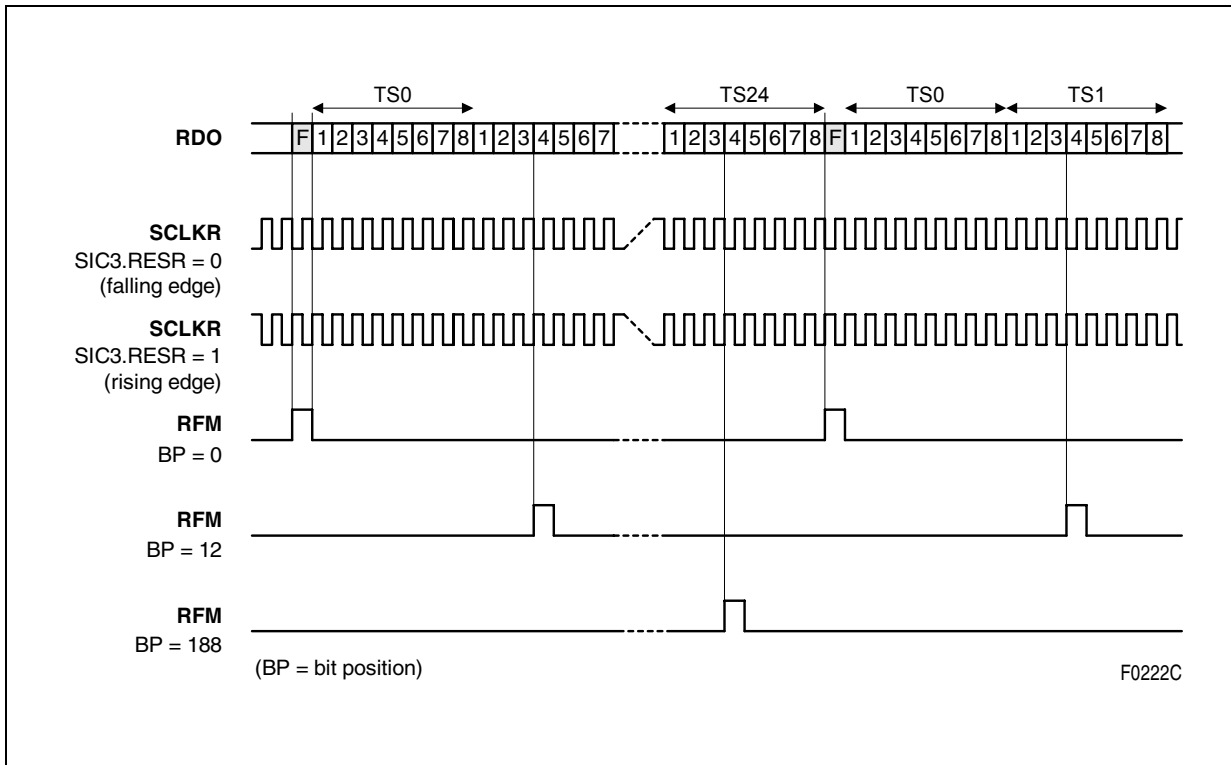 TS0 TS24 TS0 TS1
RDO F 1 2 3 4 5 6 7 8 1 2 3 4 5 6 7 1 2 3 4 5 6 7 8 F 1 2 3 4 5 6 7 8 1 2 3 4 5 6 7 8
SCLKR
SIC3.RESR = 0
(falling edge)
SCLKR
SIC3.RESR = 1
(rising edge)
RFM
BP = 0
RFM
BP = 12
RFM
BP = 188
(BP = bit position)
F0222C